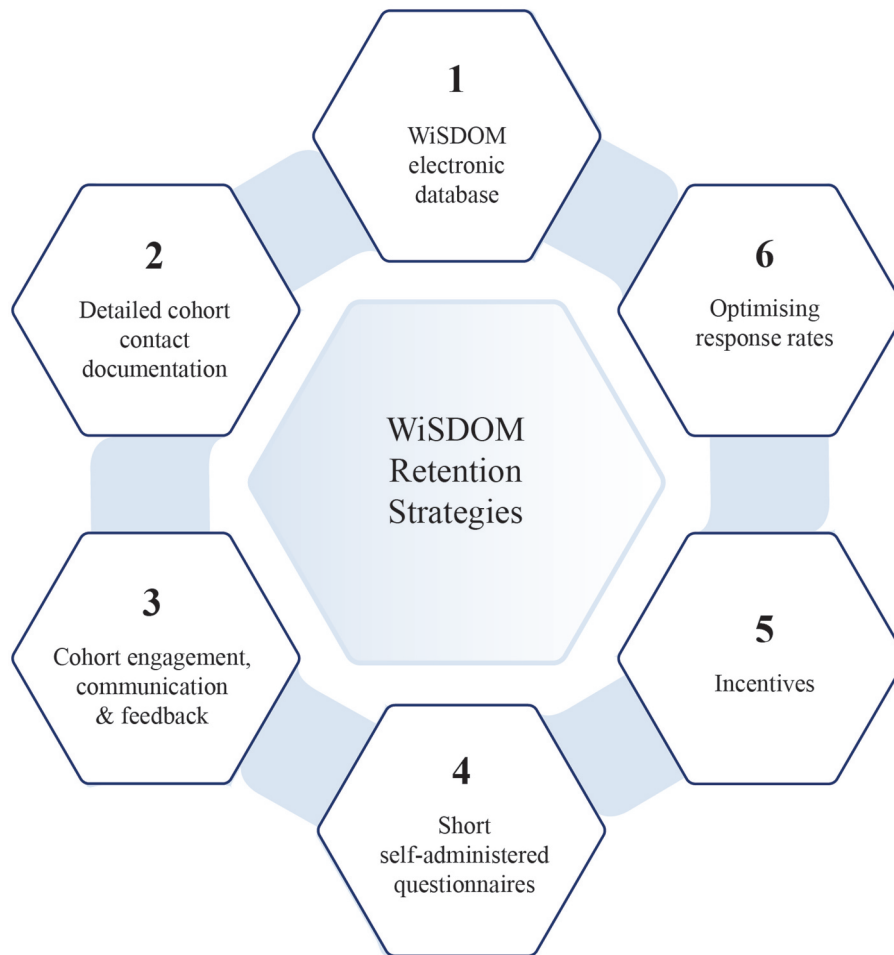 1
WiSDOM
electronic
database
2
Detailed cohort
contact
documentation
3
Cohort engagement,
communication
& feedback
4
Short
self-administered
questionnaires
5
Incentives
6
Optimising
response rates
WiSDOM
Retention
Strategies